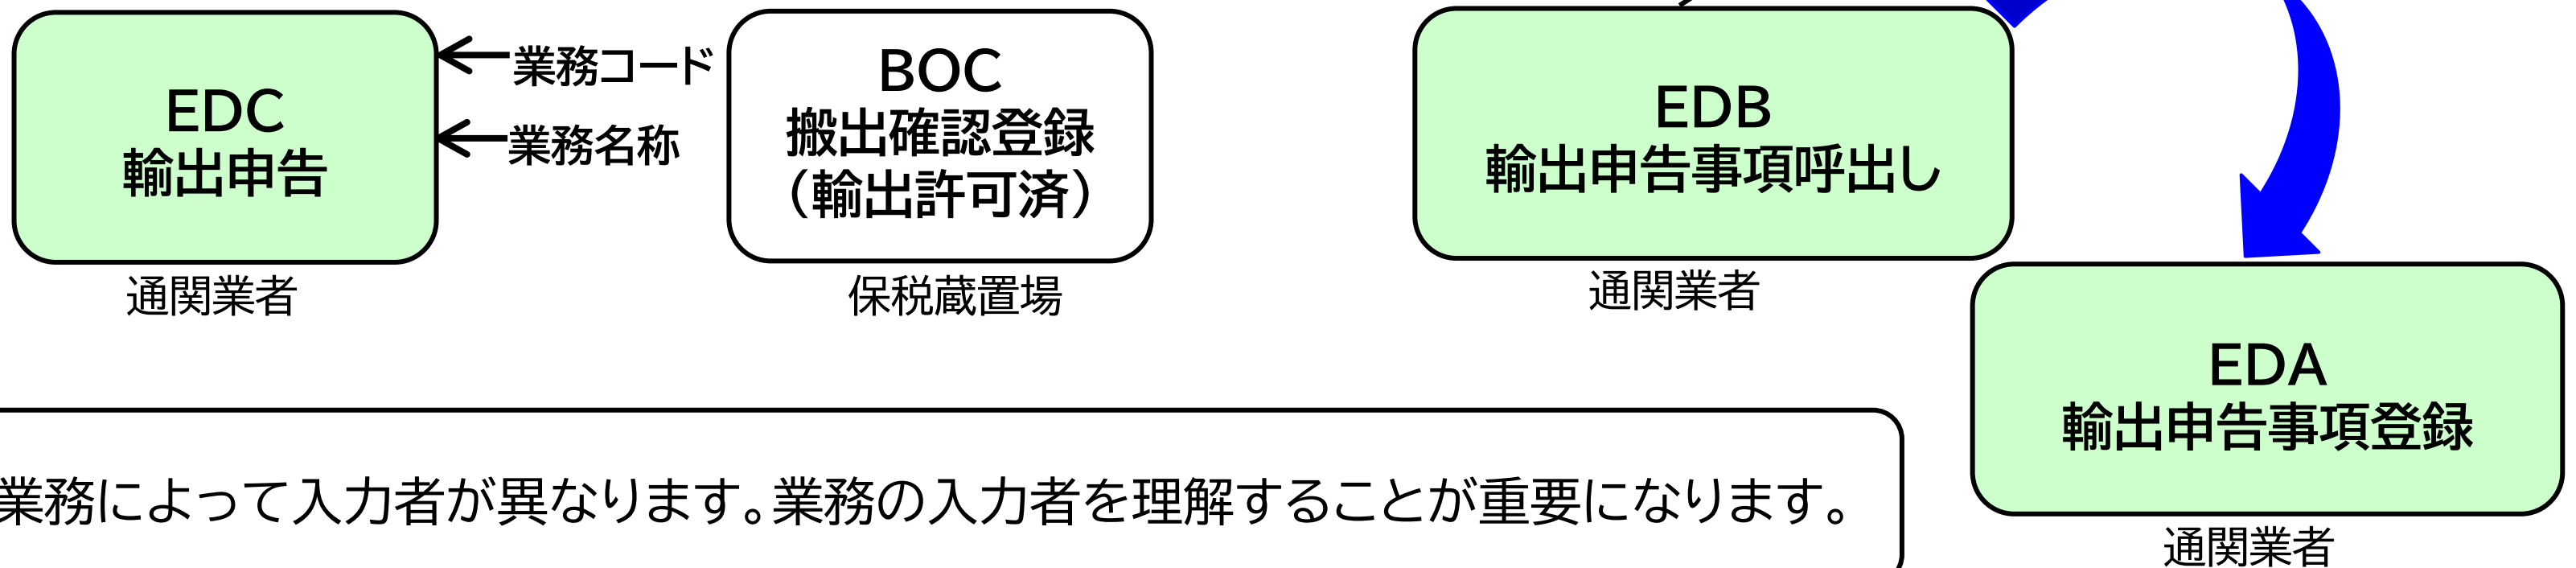 EDC
輸出申告
通関業者
業務コード
業務名称
BOC
搬出確認登録
（輸出許可済）
保税蔵置場
EDB
輸出申告事項呼出し
通関業者
EDA
輸出申告事項登録
通関業者
業務によって入力者が異なります。業務の入力者を理解することが重要になります。